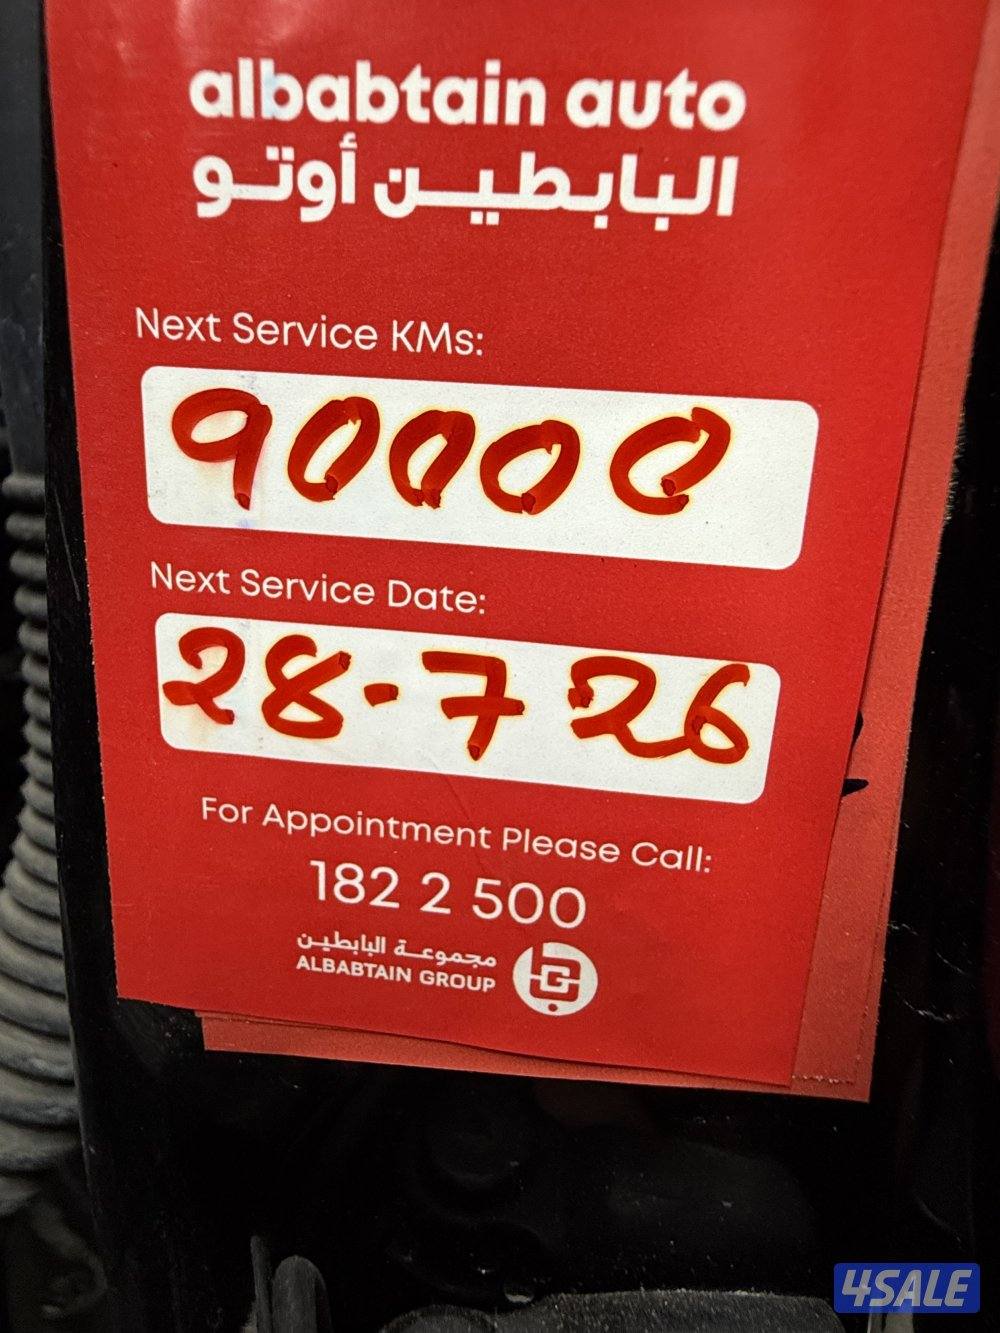 albabtain auto
البابطين أوتو
Next Service KMs:
90000
Next Service Date:
28.7 26
For Appointment Please Call:
182 2 500
مجموعة البابطين
ALBABTAIN GROUP
4SALE